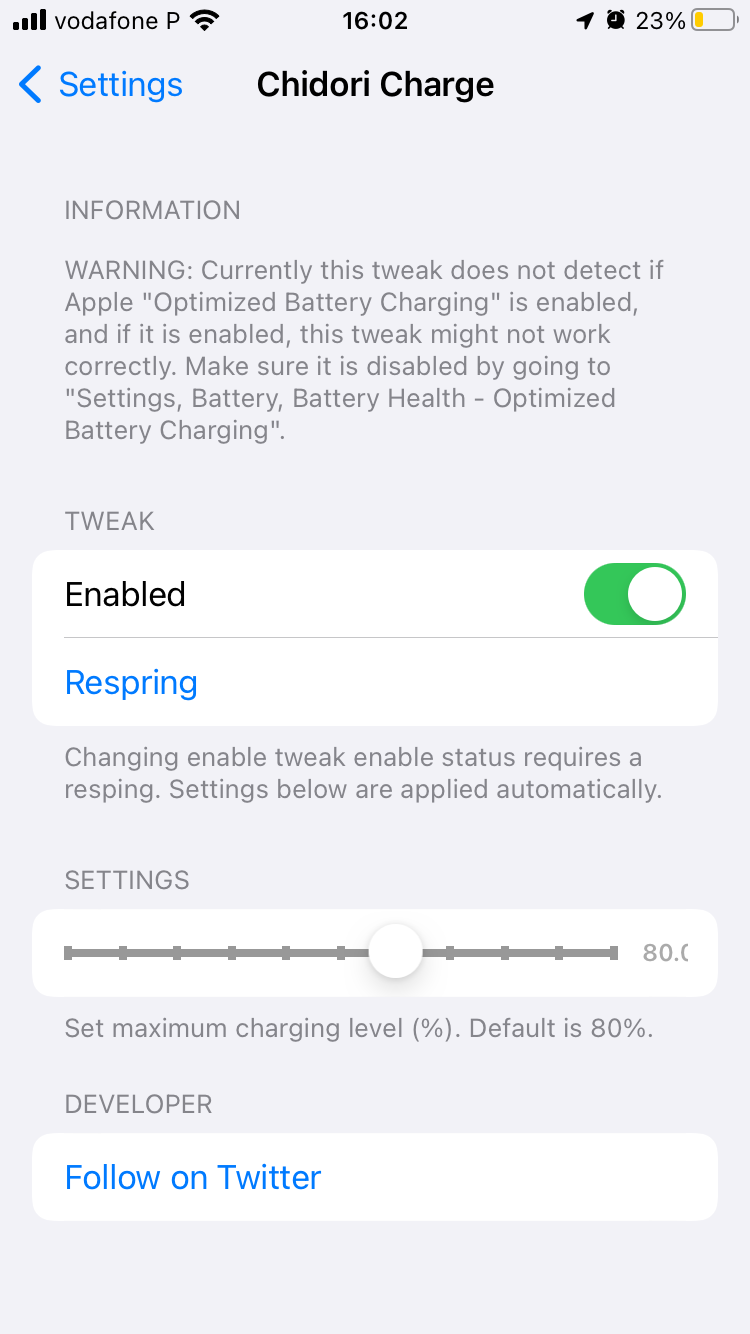 vodafone P 16:02 23%
Settings Chidori Charge
INFORMATION
WARNING: Currently this tweak does not detect if
Apple "Optimized Battery Charging" is enabled,
and if it is enabled, this tweak might not work
correctly. Make sure it is disabled by going to
"Settings, Battery, Battery Health - Optimized
Battery Charging".
TWEAK
Enabled
Respring
Changing enable tweak enable status requires a
resping. Settings below are applied automatically.
SETTINGS
80.0
Set maximum charging level (%). Default is 80%.
DEVELOPER
Follow on Twitter